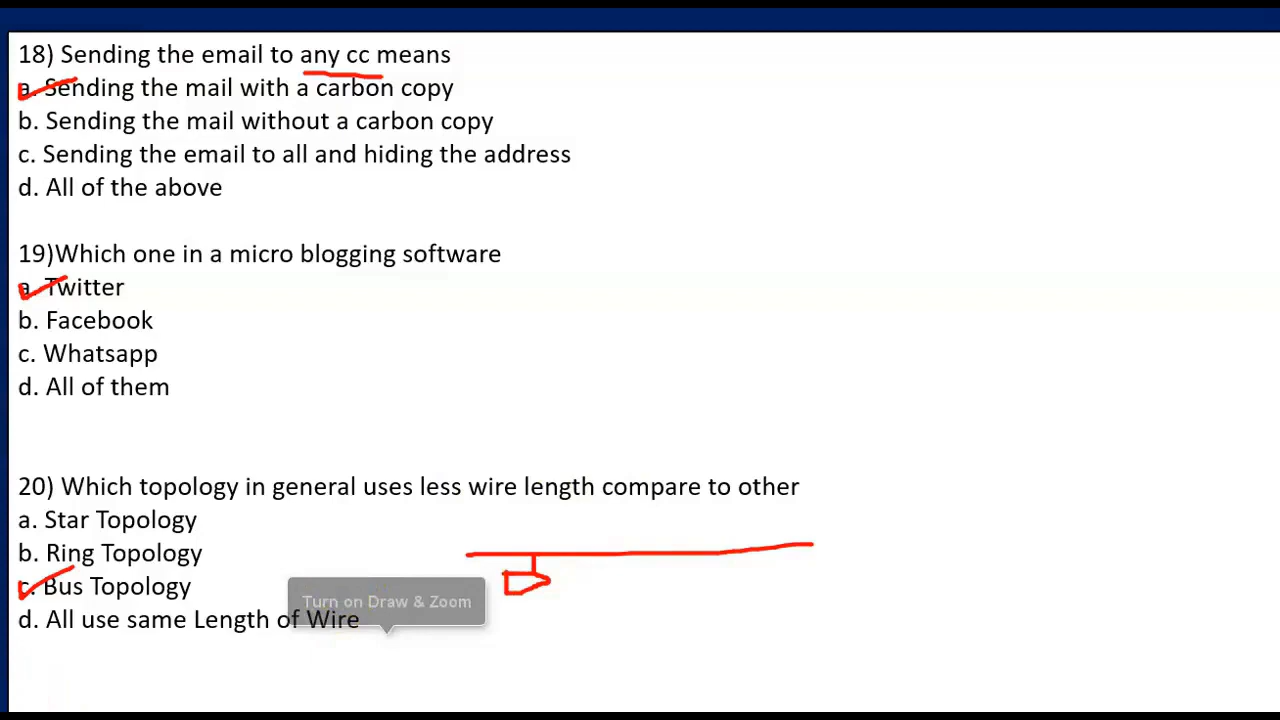 18) Sending the email to any cc means
a. Sending the mail with a carbon copy
b. Sending the mail without a carbon copy
c. Sending the email to all and hiding the address
d. All of the above
19)Which one in a micro blogging software
a. Twitter
b. Facebook
c. Whatsapp
d. All of them
20) Which topology in general uses less wire length compare to other
a. Star Topology
b. Ring Topology
c. Bus Topology
Turn on Draw & Zoom
d. All use same Length of Wire